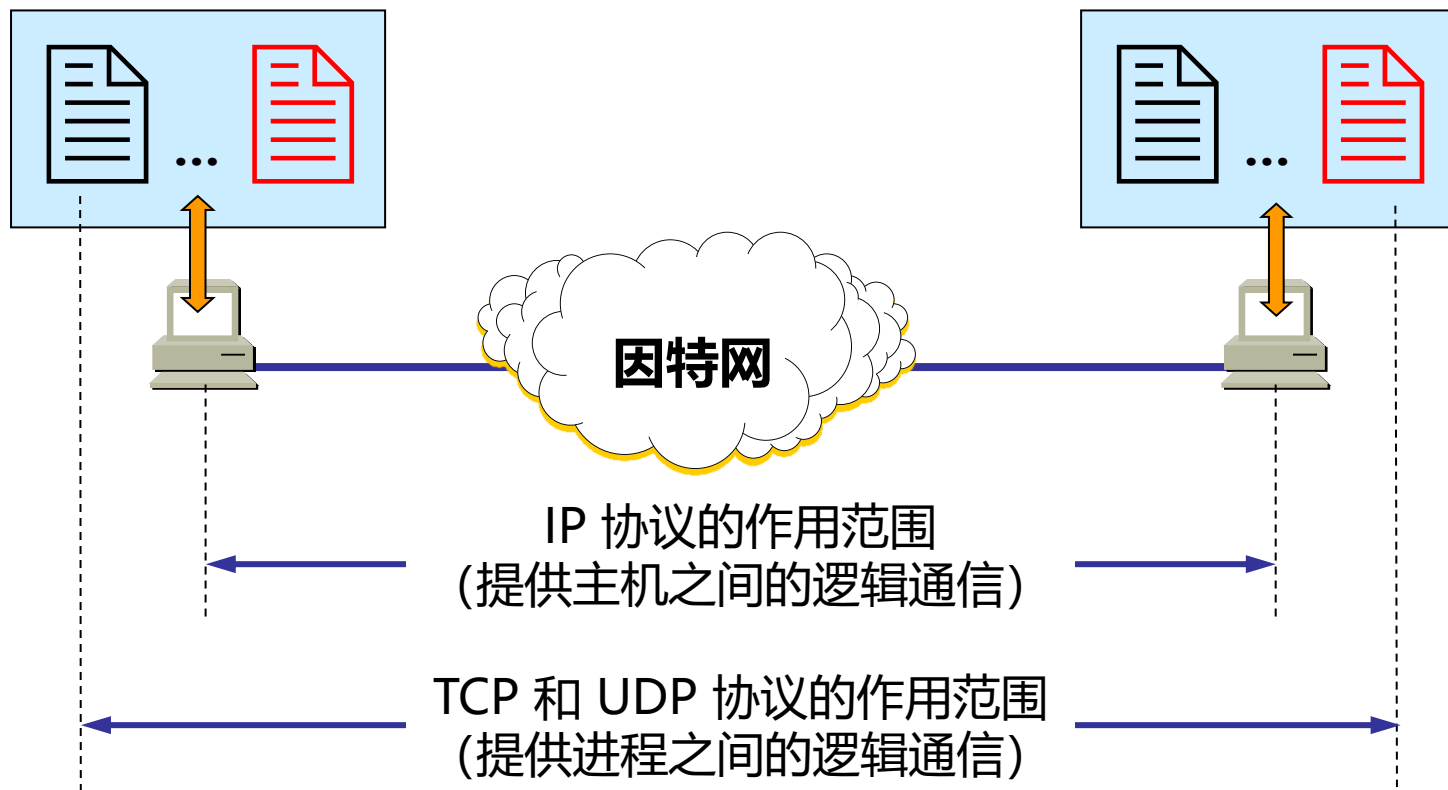 ...
...
因特网
IP 协议的作用范围
(提供主机之间的逻辑通信)
TCP 和 UDP 协议的作用范围
(提供进程之间的逻辑通信)